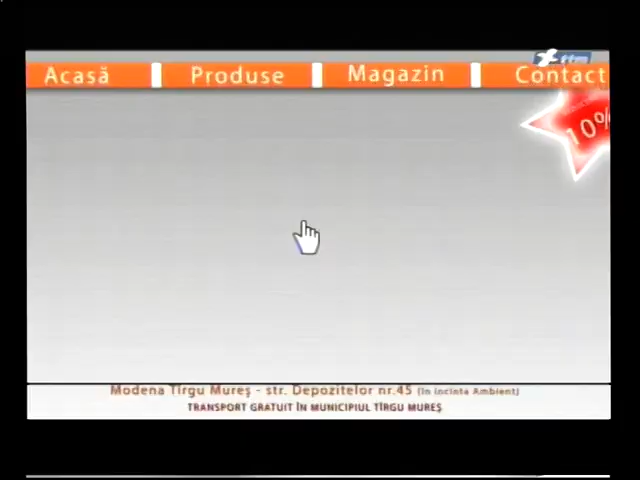 Acasă Produse Magazin Contact
10%
Modena Tîrgu Mureş - str. Depozitelor nr.45 (în incinta Ambient)
TRANSPORT GRATUIT ÎN MUNICIPIUL TÎRGU MUREŞ